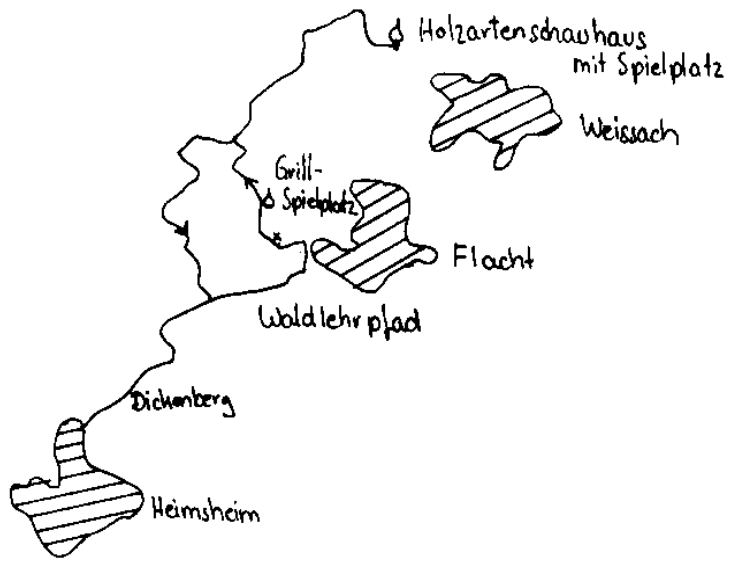 Holzartenschauhaus
mit Spielplatz
Weissach
Grill-
Spielplatz
Flacht
Waldlehrpfad
Dickenberg
Heimsheim